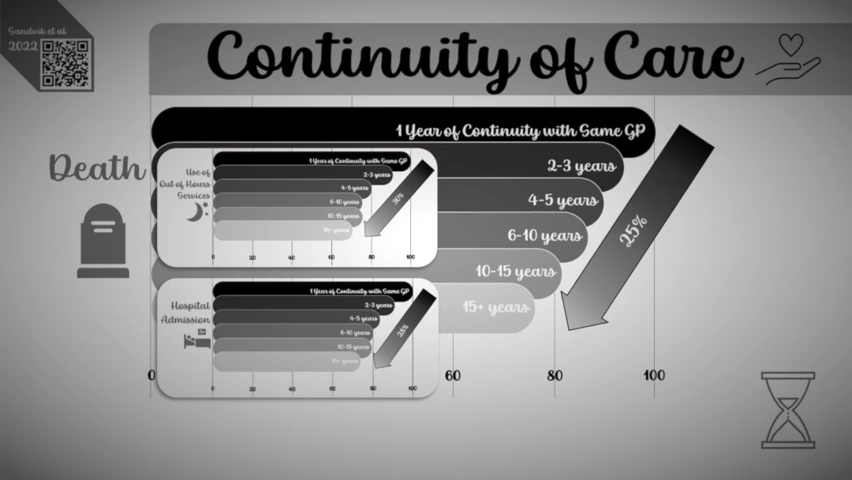 Sandvik et al
2022
Continuity of Care
Death
1 Year of Continuity with Same GP
2-3 years
4-5 years
6-10 years
10-15 years
15+ years
25%
0
60
80
100
Use of
Out of Hours
Services
1 Year of Continuity with Same GP
2-3 years
4-5 years
6-10 years
10-15 years
15+ years
30%
0
20
40
60
80
100
Hospital
Admission
1 Year of Continuity with Same GP
2-3 years
4-5 years
6-10 years
10-15 years
15+ years
28%
0
20
40
60
80
100